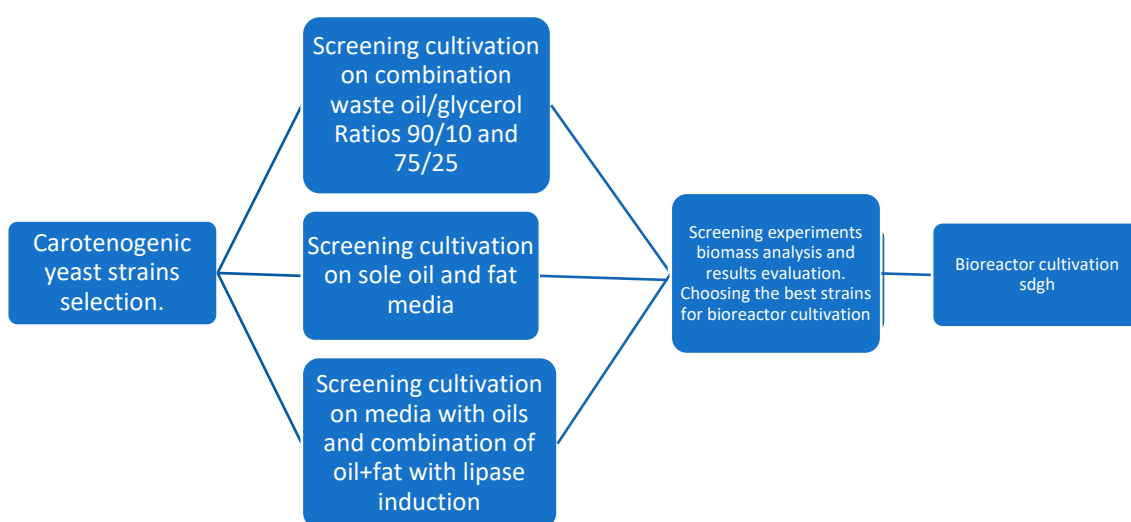 Carotenogenic
yeast strains
selection.
Screening cultivation
on combination
waste oil/glycerol
Ratios 90/10 and
75/25
Screening cultivation
on sole oil and fat
media
Screening cultivation
on media with oils
and combination of
oil+fat with lipase
induction
Screening experiments
biomass analysis and
results evaluation.
Choosing the best strains
for bioreactor cultivation
Bioreactor cultivation
sdgh